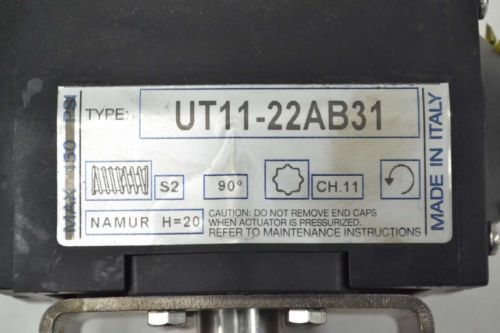 MAX 150 PSI
TYPE: UT11-22AB31
S2 90° CH.11
NAMUR H=20
CAUTION: DO NOT REMOVE END CAPS
WHEN ACTUATOR IS PRESSURIZED.
REFER TO MAINTENANCE INSTRUCTIONS
MADE IN ITALY